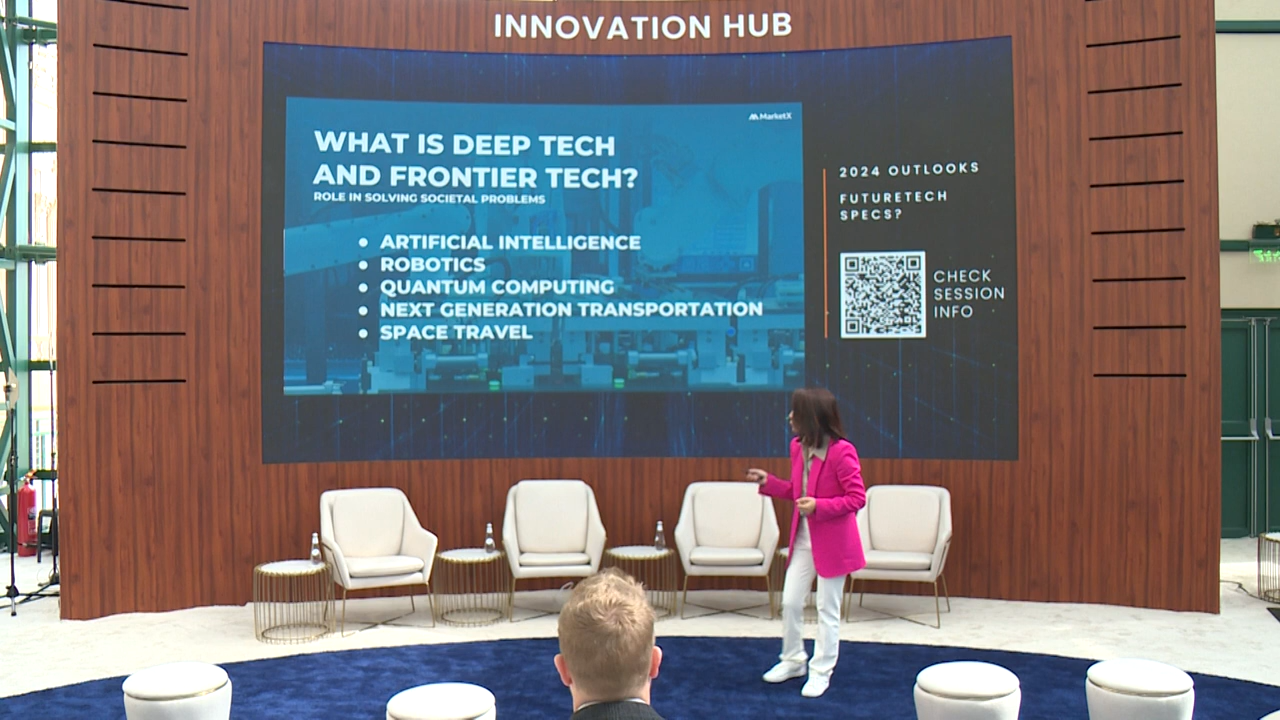 INNOVATION HUB
MarketX
WHAT IS DEEP TECH
AND FRONTIER TECH?
ROLE IN SOLVING SOCIETAL PROBLEMS
• ARTIFICIAL INTELLIGENCE
• ROBOTICS
• QUANTUM COMPUTING
• NEXT GENERATION TRANSPORTATION
• SPACE TRAVEL
2024 OUTLOOKS
FUTURETECH
SPECS?
CHECK
SESSION
INFO